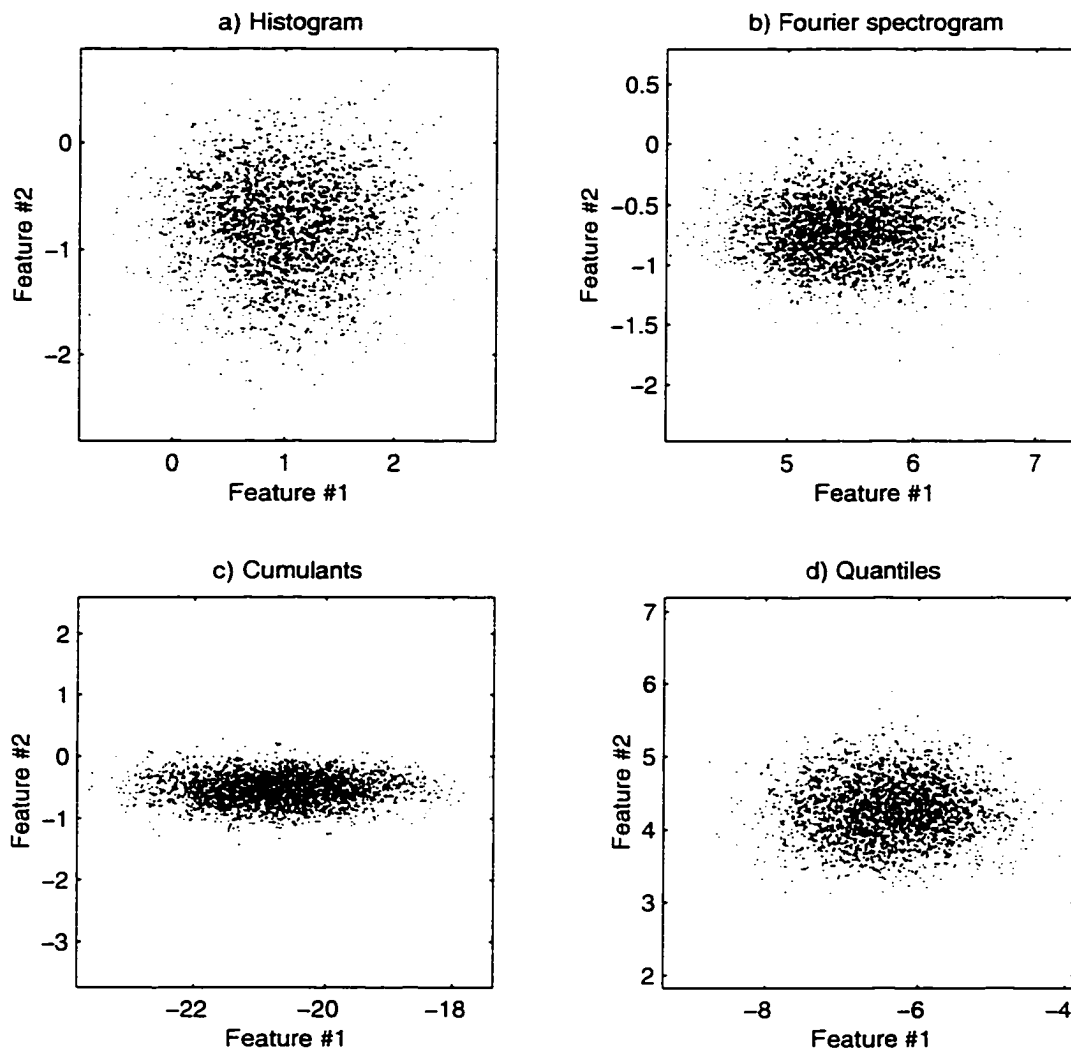 a) Histogram
0
−1
−2
Feature #2
0 1 2
Feature #1
b) Fourier spectrogram
0.5
0
−0.5
−1
−1.5
−2
Feature #2
5 6 7
Feature #1
c) Cumulants
2
1
0
−1
−2
−3
Feature #2
−22 −20 −18
Feature #1
d) Quantiles
7
6
5
4
3
2
Feature #2
−8 −6 −4
Feature #1